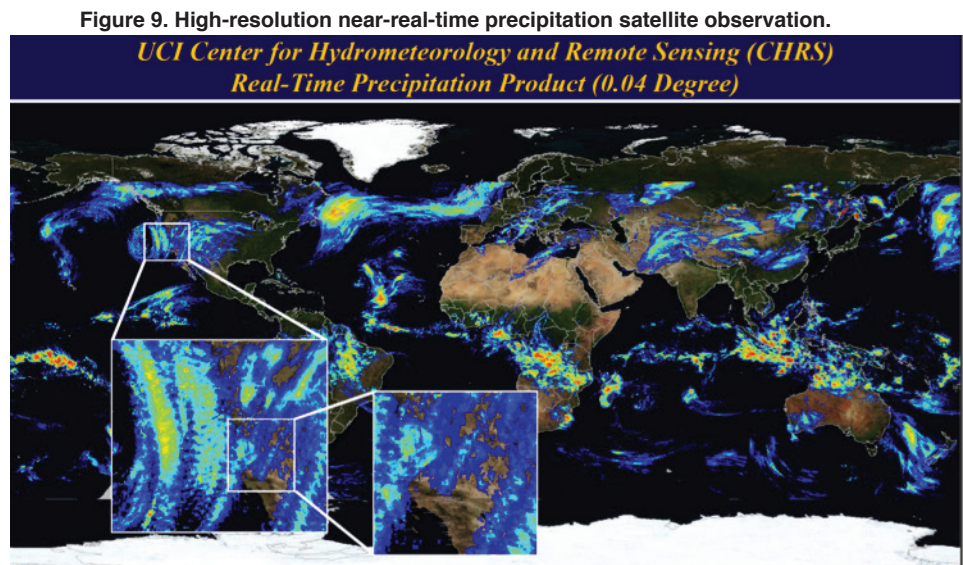 Figure 9. High-resolution near-real-time precipitation satellite observation.
UCI Center for Hydrometeorology and Remote Sensing (CHRS)
Real-Time Precipitation Product (0.04 Degree)